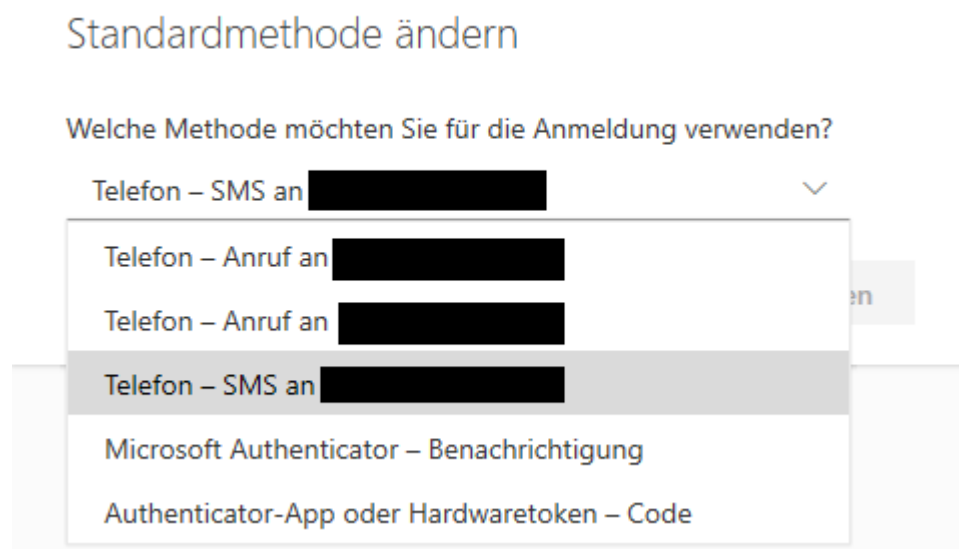 Standardmethode ändern
Welche Methode möchten Sie für die Anmeldung verwenden?
Telefon – SMS an
Telefon – Anruf an
Telefon – Anruf an
Telefon – SMS an
Microsoft Authenticator – Benachrichtigung
Authenticator-App oder Hardwaretoken – Code